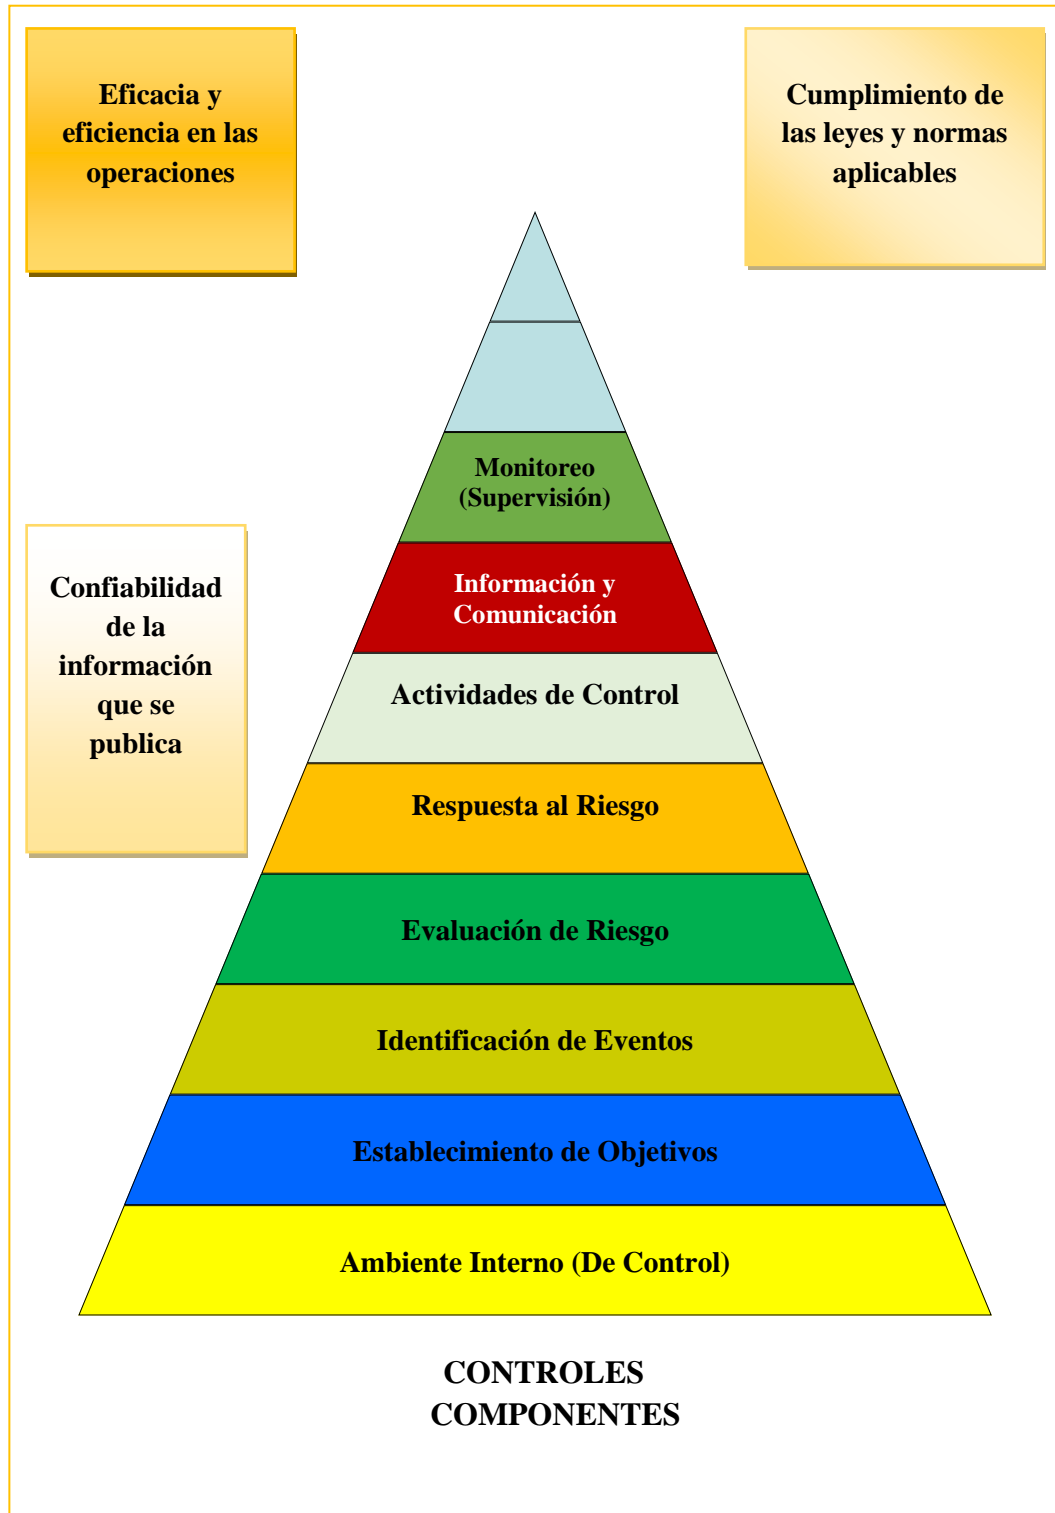 Eficacia y
eficiencia en las
operaciones
Cumplimiento de
las leyes y normas
aplicables
Monitoreo
(Supervisión)
Confiabilidad
de la
información
que se
publica
Información y
Comunicación
Actividades de Control
Respuesta al Riesgo
Evaluación de Riesgo
Identificación de Eventos
Establecimiento de Objetivos
Ambiente Interno (De Control)
CONTROLES
COMPONENTES